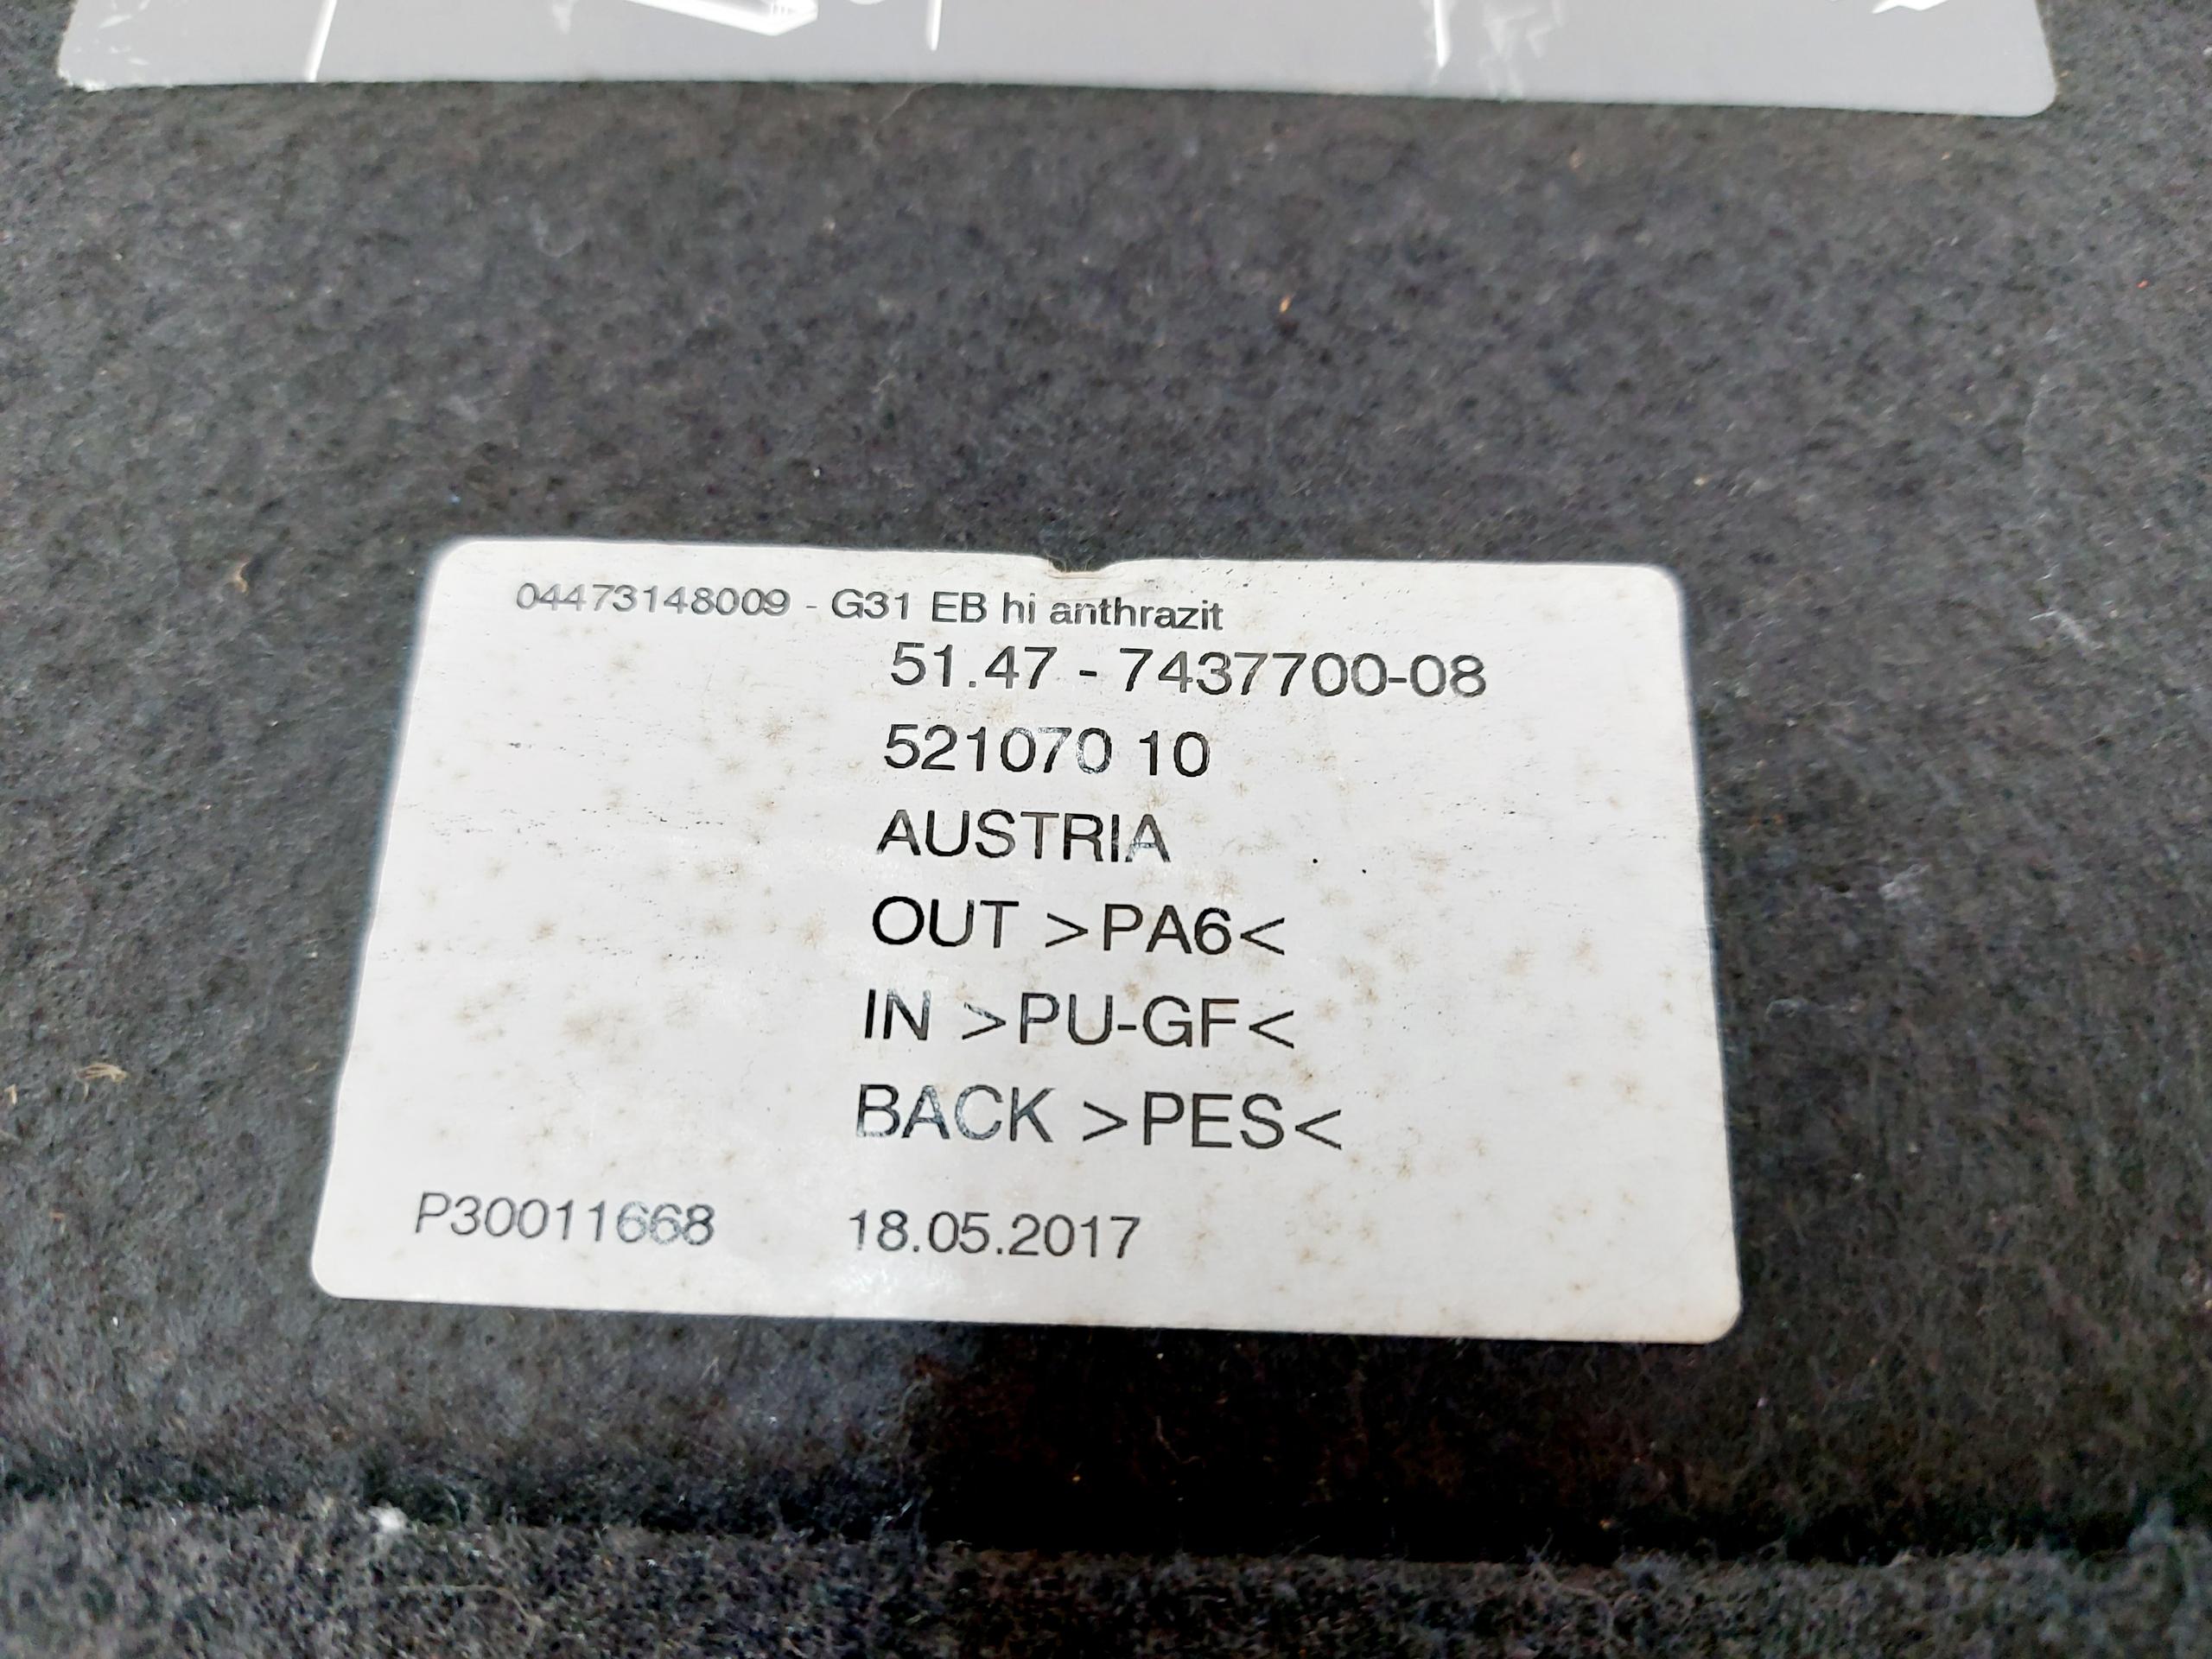 04473148009 - G31 EB hi anthrazit
51.47 - 7437700-08
521070 10
AUSTRIA
OUT >PA6<
IN >PU-GF<
BACK >PES<
P30011668 18.05.2017